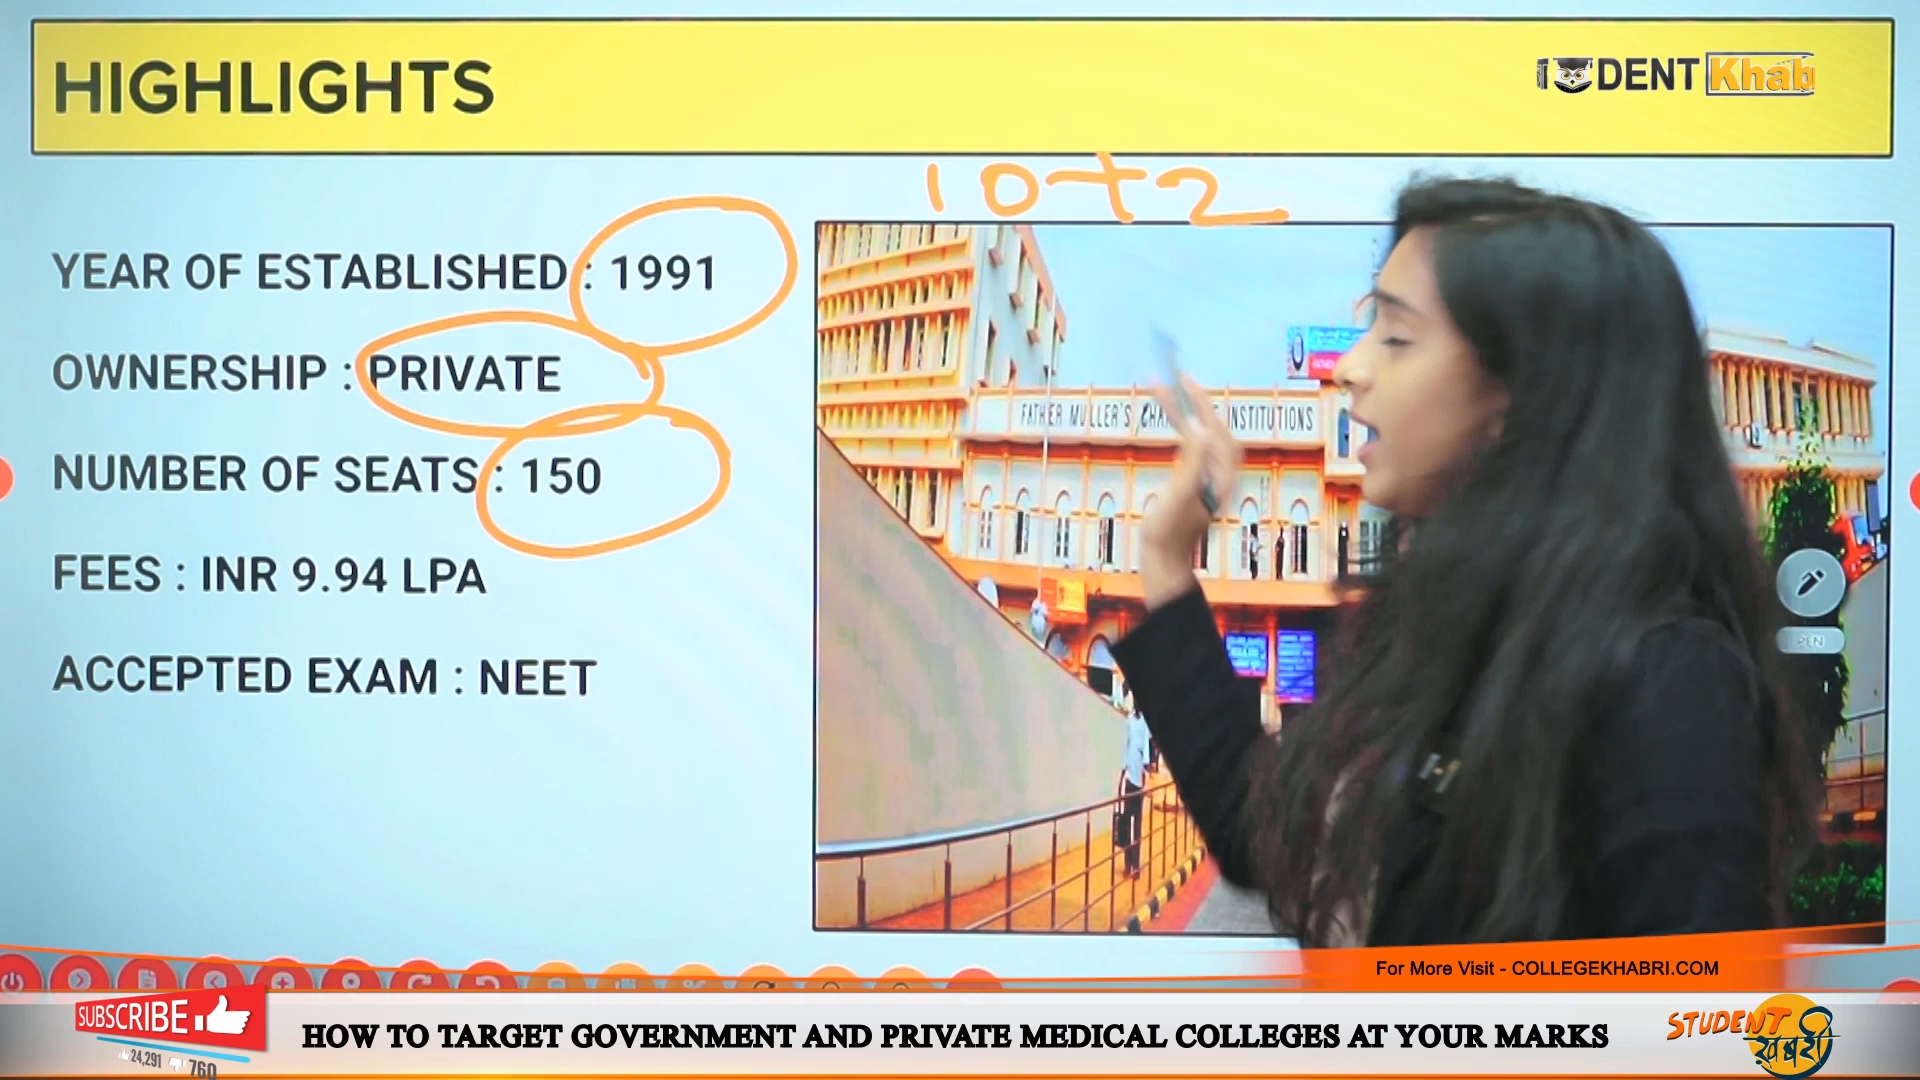 HIGHLIGHTS
DENT Khab
10+2
YEAR OF ESTABLISHED : 1991
OWNERSHIP : PRIVATE
NUMBER OF SEATS : 150
FEES : INR 9.94 LPA
ACCEPTED EXAM : NEET
FATHER MULLER'S INSTITUTIONS
PEN
For More Visit - COLLEGEKHABRI.COM
SUBSCRIBE
24,291 760
HOW TO TARGET GOVERNMENT AND PRIVATE MEDICAL COLLEGES AT YOUR MARKS
STUDENT
ख़बरी